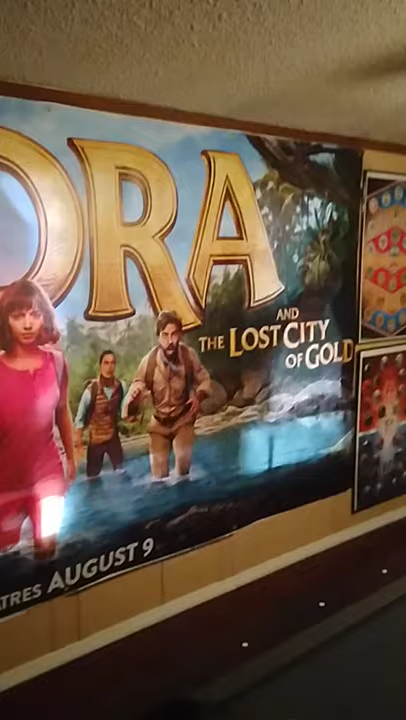 ORA
AND
THE LOST CITY
OF GOLD
TRES AUGUST 9